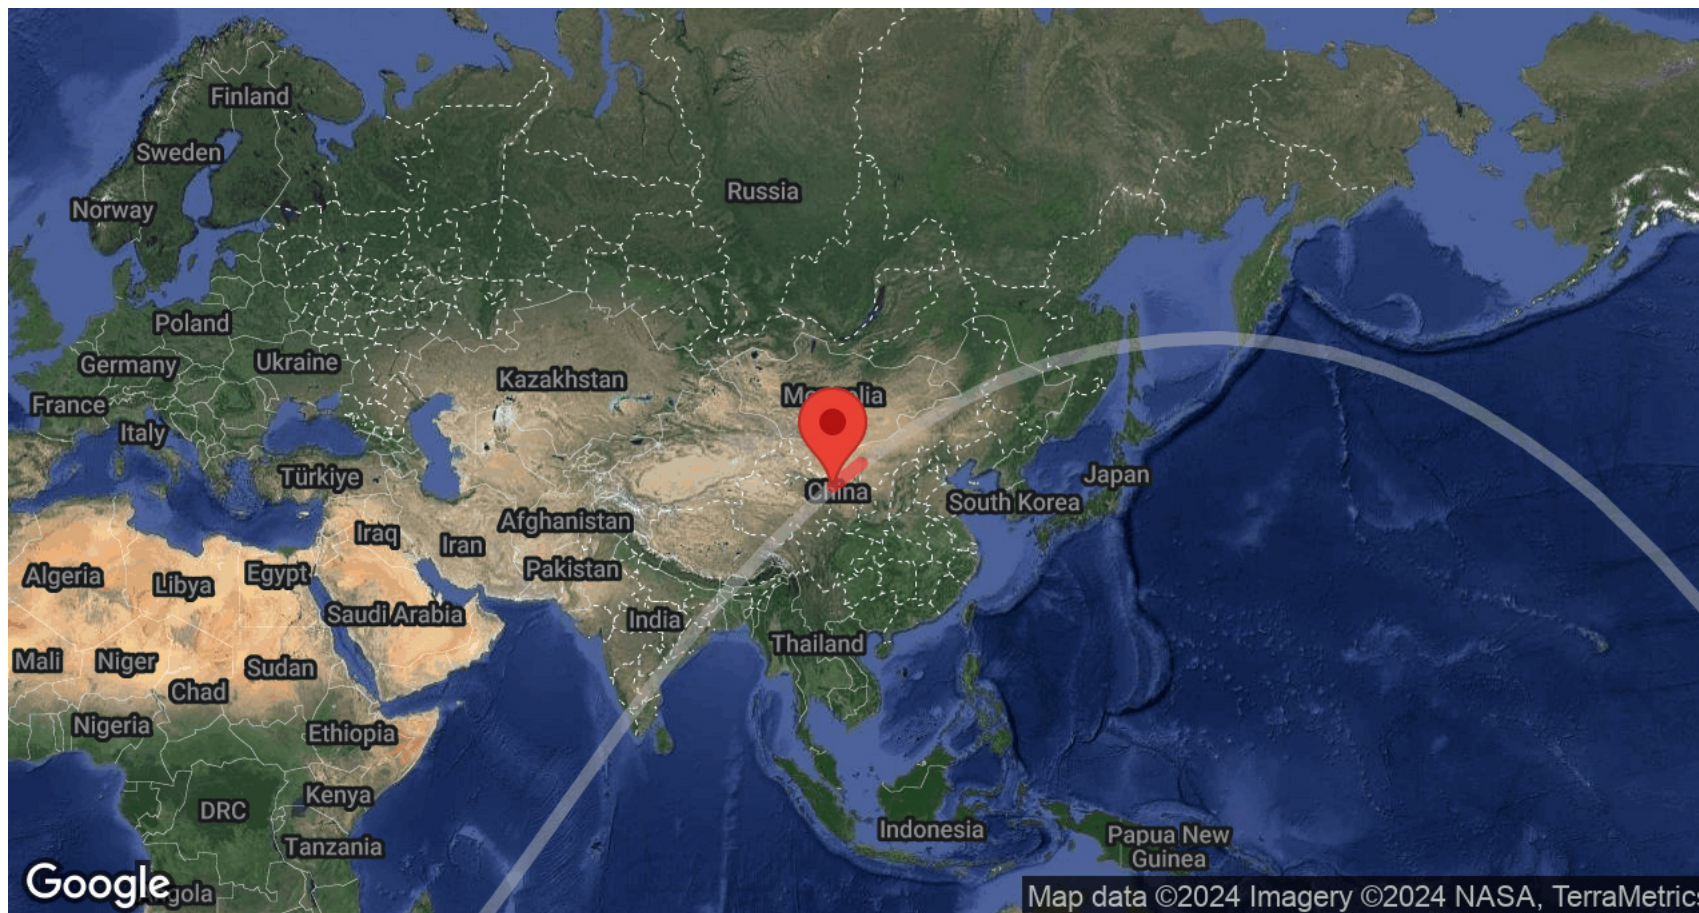 Finland
Sweden
Russia
Norway
Poland
Germany
Ukraine
Kazakhstan
France
Italy
Türkiye
China
Japan
South Korea
Afghanistan
Iraq
Iran
Pakistan
Algeria
Libya
Egypt
Saudi Arabia
India
Thailand
Mali
Niger
Sudan
Chad
Nigeria
Ethiopia
Kenya
DRC
Tanzania
Indonesia
Papua New
Guinea
Google
Map data ©2024 Imagery ©2024 NASA, TerraMetrics